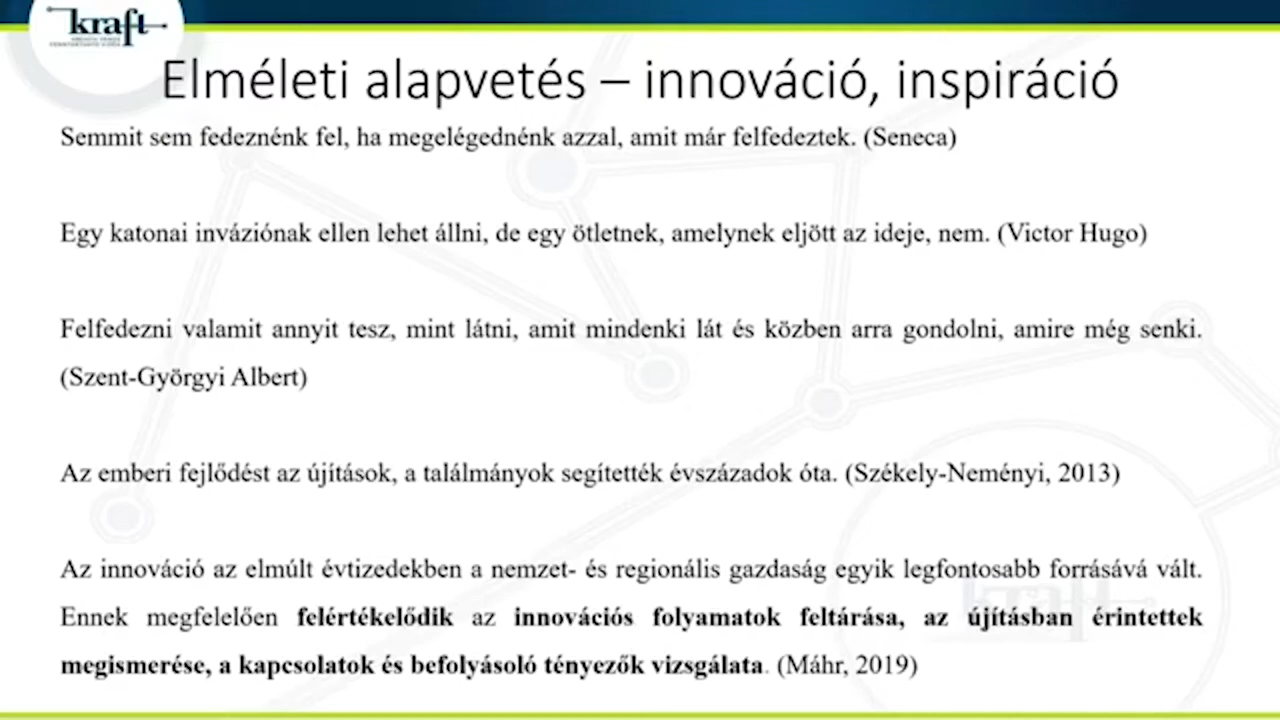 kraft
Elméleti alapvetés – innováció, inspiráció
Semmit sem fedeznénk fel, ha megelégednénk azzal, amit már felfedeztek. (Seneca)
Egy katonai inváziónak ellen lehet állni, de egy ötletnek, amelynek eljött az ideje, nem. (Victor Hugo)
Felfedezni valamit annyit tesz, mint látni, amit mindenki lát és közben arra gondolni, amire még senki.
(Szent-Györgyi Albert)
Az emberi fejlődést az újítások, a találmányok segítették évszázadok óta. (Székely-Neményi, 2013)
Az innováció az elmúlt évtizedekben a nemzet- és regionális gazdaság egyik legfontosabb forrásává vált.
Ennek megfelelően felértékelődik az innovációs folyamatok feltárása, az újításban érintettek
megismerése, a kapcsolatok és befolyásoló tényezők vizsgálata. (Máhr, 2019)
kraft